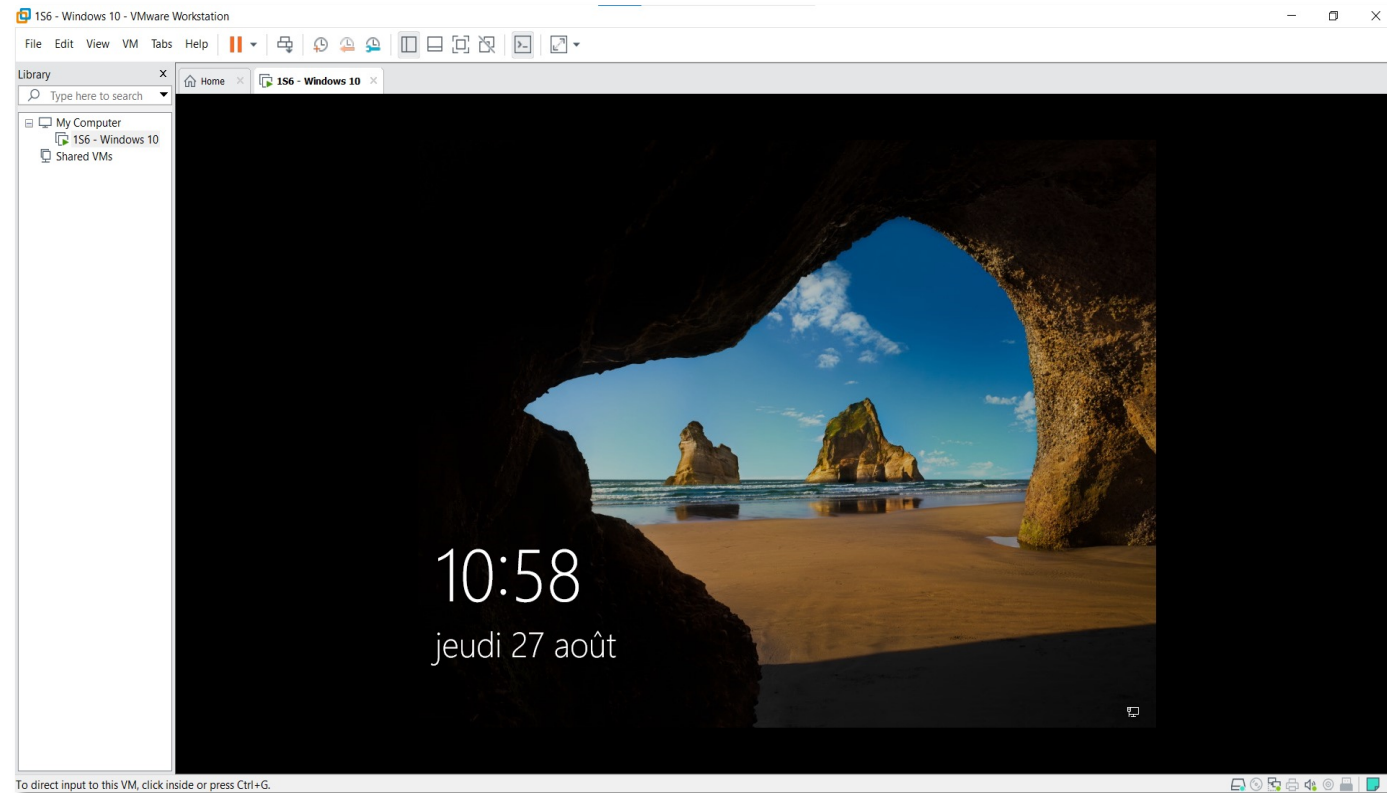 1S6 - Windows 10 - VMware Workstation
File Edit View VM Tabs Help
Library X
Home
1S6 - Windows 10
Type here to search
My Computer
1S6 - Windows 10
Shared VMs
10:58
jeudi 27 août
To direct input to this VM, click inside or press Ctrl+G.